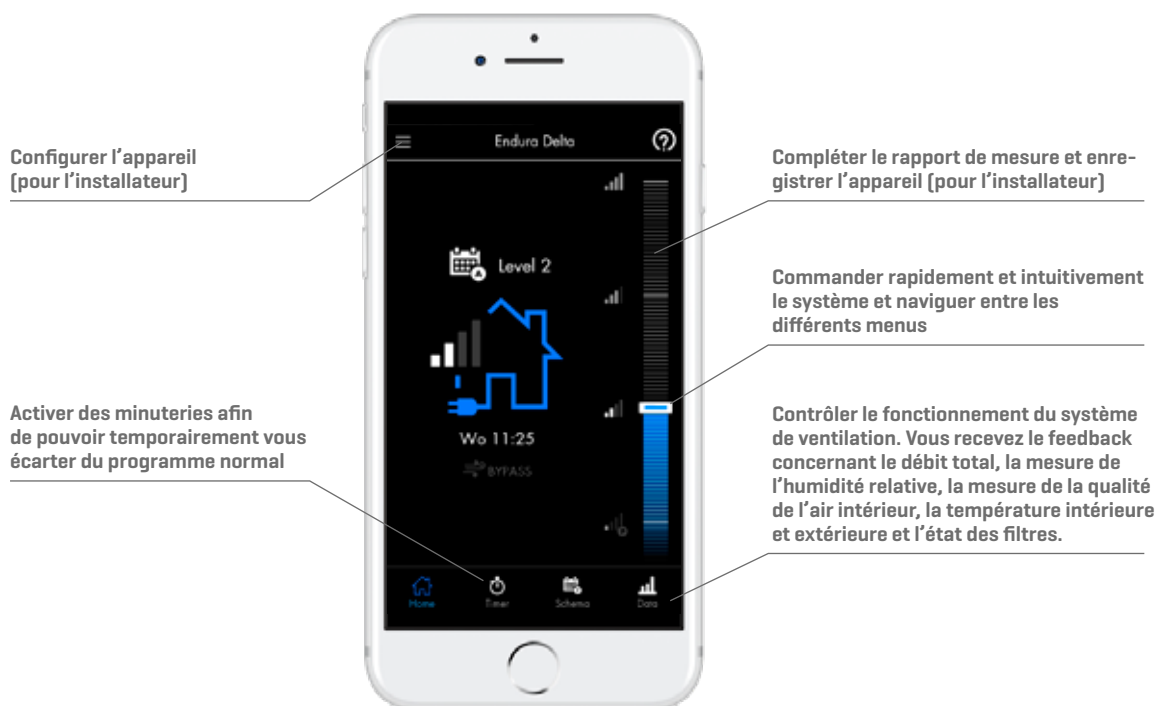 Configurer l'appareil
(pour l'installateur)
Activer des minuteries afin
de pouvoir temporairement vous
écarter du programme normal
Endura Delta
Level 2
Wo 11:25
BYPASS
Home
Timer
Schema
Data
Compléter le rapport de mesure et enre-
gistrer l'appareil (pour l'installateur)
Commander rapidement et intuitivement
le système et naviguer entre les
différents menus
Contrôler le fonctionnement du système
de ventilation. Vous recevez le feedback
concernant le débit total, la mesure de
l'humidité relative, la mesure de la qualité
de l'air intérieur, la température intérieure
et extérieure et l'état des filtres.